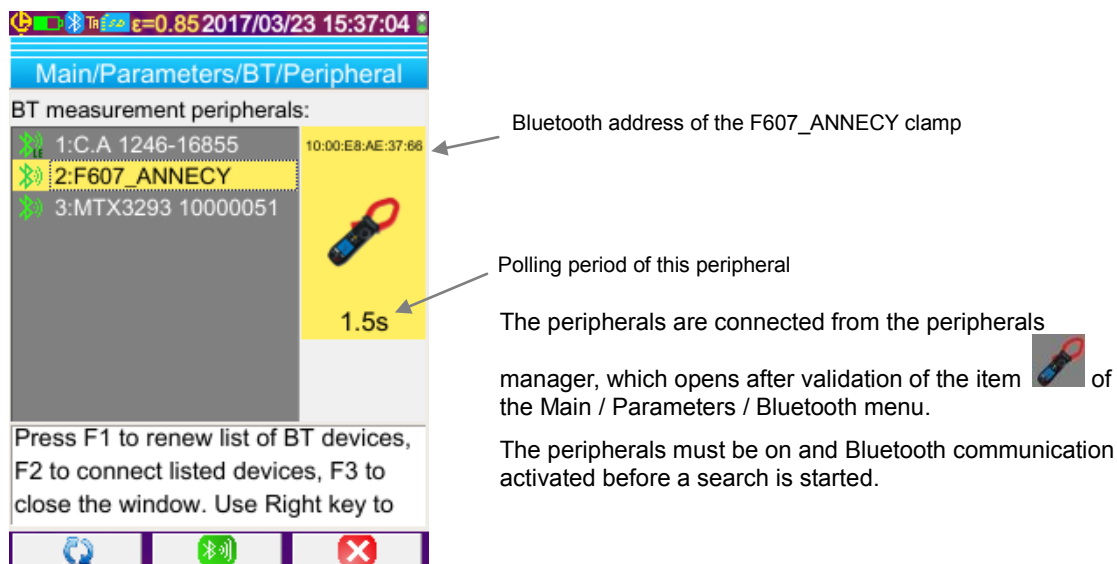 ε=0.85 2017/03/23 15:37:04
Main/Parameters/BT/Peripheral
BT measurement peripherals:
1:C.A 1246-16855
10:00:E8:AE:37:66
2:F607_ANNECY
3:MTX3293 10000051
1.5s
Press F1 to renew list of BT devices,
F2 to connect listed devices, F3 to
close the window. Use Right key to
Bluetooth address of the F607_ANNECY clamp
Polling period of this peripheral
The peripherals are connected from the peripherals
manager, which opens after validation of the item of
the Main / Parameters / Bluetooth menu.
The peripherals must be on and Bluetooth communication
activated before a search is started.